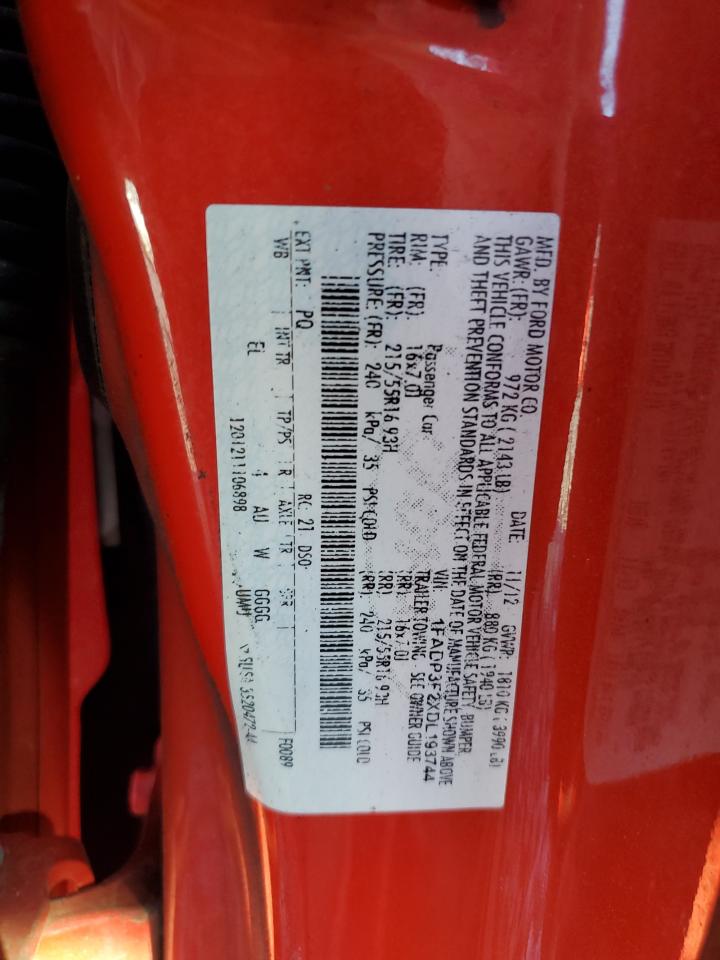 MFD. BY FORD MOTOR CO. DATE: 11/12 GVWR: 1810 KG ( 3990 LB)
GAWR: (FR): 972 KG ( 2143 LB) (RR): 880 KG ( 1940 LB)
THIS VEHICLE CONFORMS TO ALL APPLICABLE FEDERAL MOTOR VEHICLE SAFETY, BUMPER,
AND THEFT PREVENTION STANDARDS IN EFFECT ON THE DATE OF MANUFACTURE SHOWN ABOVE
VIN: 1FADP3F2XDL193744
TYPE: Passenger Car TRAILER TOWING - SEE OWNER GUIDE
RIM: (FR): 16x7.0J (RR): 16x7.0J
TIRE: (FR): 215/55R16 93H (RR): 215/55R16 93H
PRESSURE: (FR): 240 kPa/ 35 PSI COLD (RR): 240 kPa/ 35 PSI COLD
EXT PNT: PQ RC: 21 DSO: F0089
WB INT TR TP/PS R AXLE TR SPR
EL 4 AU W GGGG
1201211106898 UAMJ